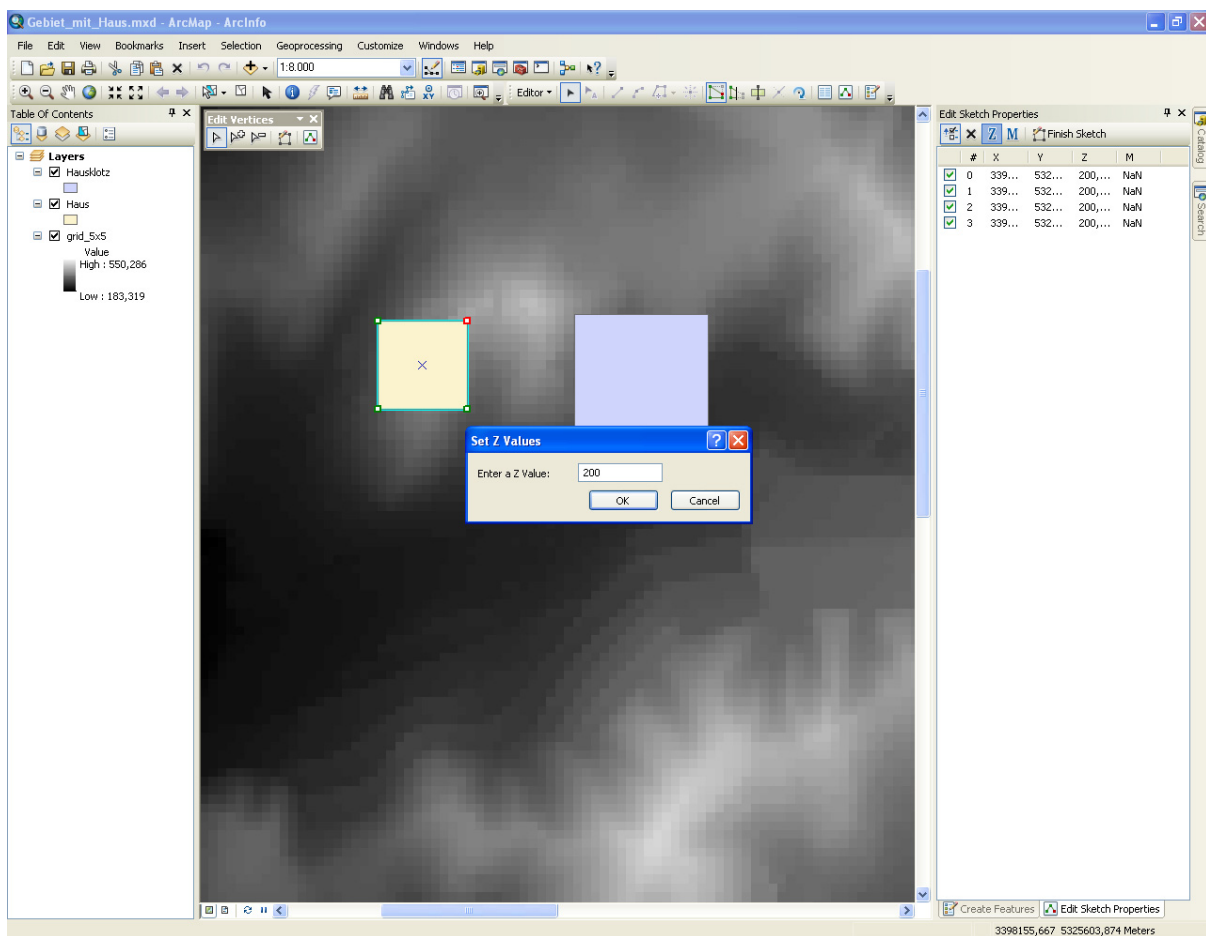 Gebiet_mit_Haus.mxd - ArcMap - ArcInfo
File Edit View Bookmarks Insert Selection Geoprocessing Customize Windows Help
1:8.000
Editor
Table Of Contents
Layers
Hausklotz
Haus
grid_5x5
Value
High : 550,286
Low : 183,319
Edit Vertices
Set Z Values
Enter a Z Value: 200
OK Cancel
Edit Sketch Properties
Z M Finish Sketch
# X Y Z M
0 339... 532... 200,... NaN
1 339... 532... 200,... NaN
2 339... 532... 200,... NaN
3 339... 532... 200,... NaN
Catalog
Search
Create Features Edit Sketch Properties
3398155,667 5325603,874 Meters